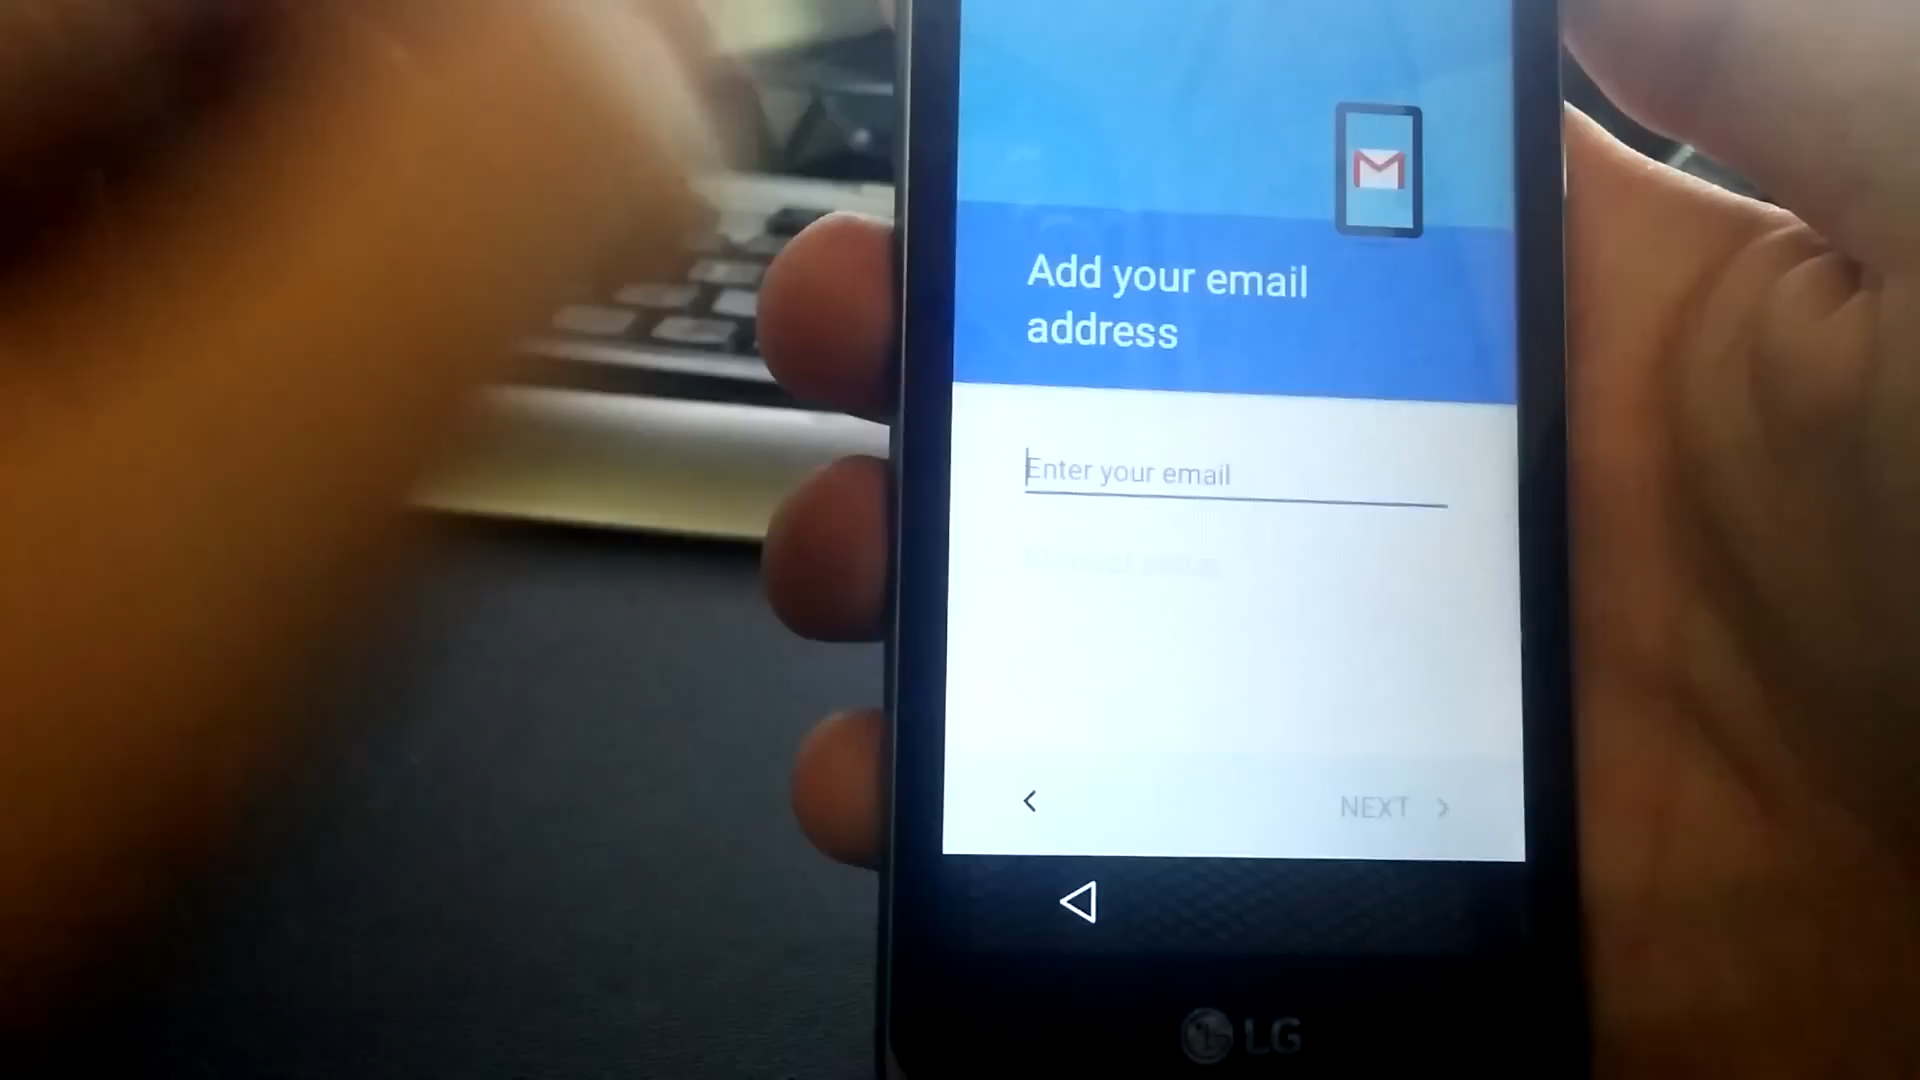 Add your email
address
Enter your email
NEXT
LG